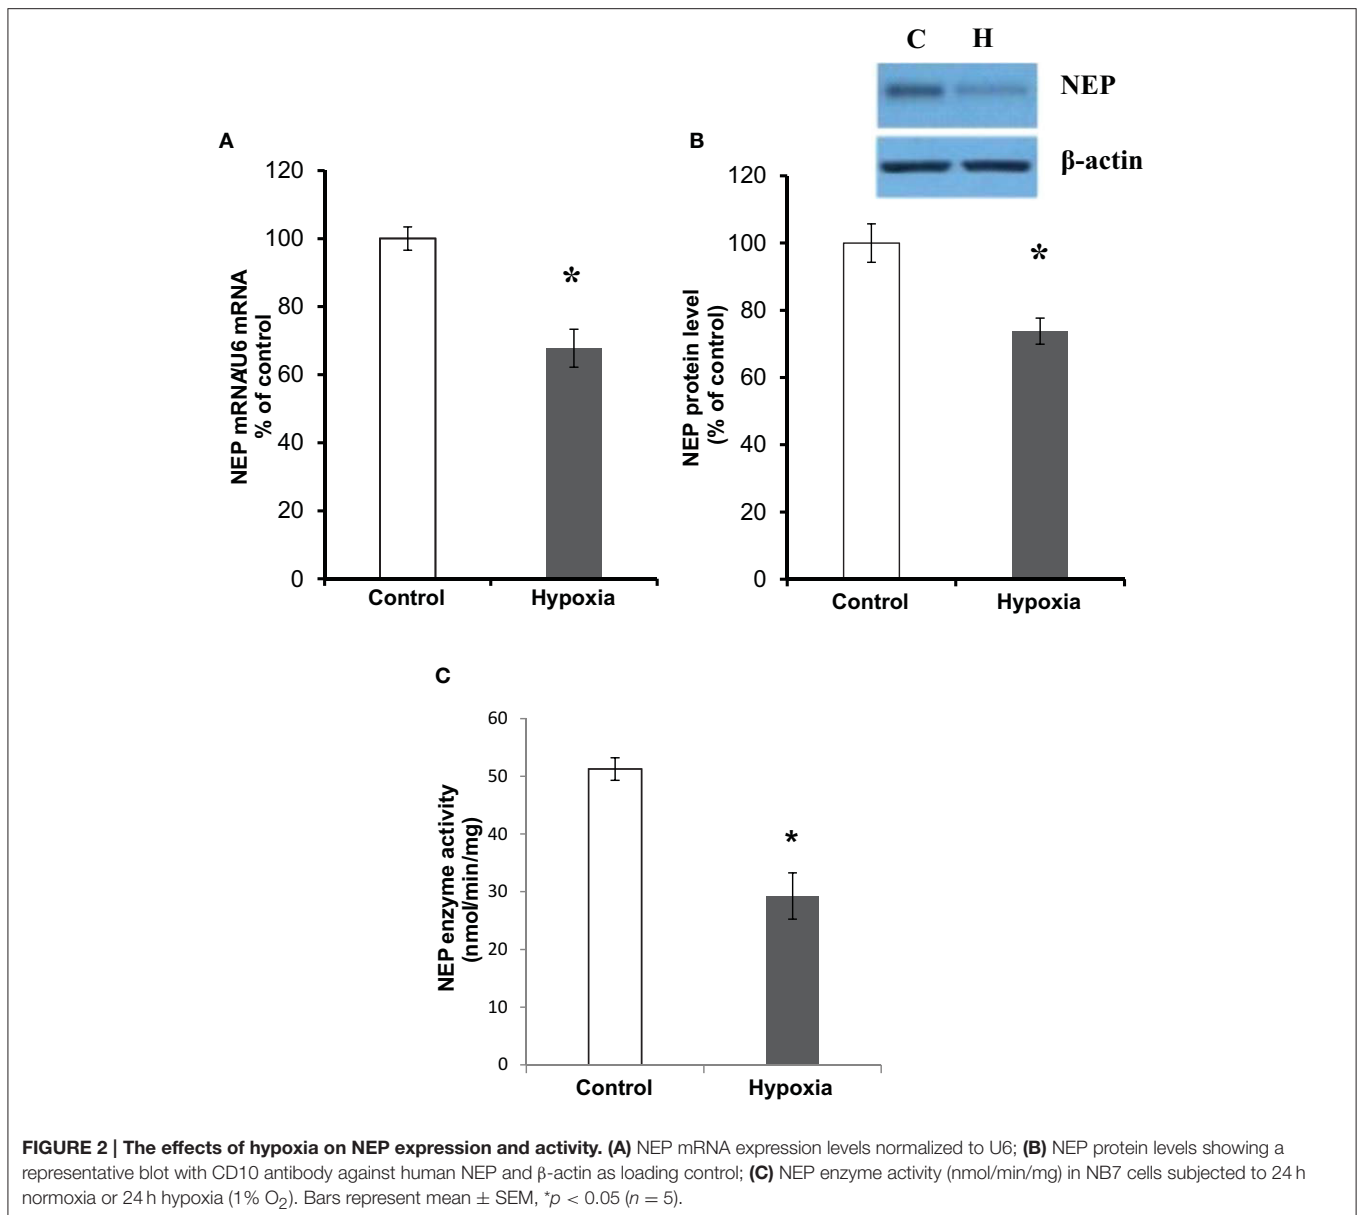 C H
NEP
β-actin
A
120
100
80
60
40
20
0
NEP mRNA/U6 mRNA
% of control
*
Control Hypoxia
B
120
100
80
60
40
20
0
NEP protein level
(% of control)
*
Control Hypoxia
C
60
50
40
30
20
10
0
NEP enzyme activity
(nmol/min/mg)
*
Control Hypoxia
FIGURE 2 | The effects of hypoxia on NEP expression and activity. (A) NEP mRNA expression levels normalized to U6; (B) NEP protein levels showing a
representative blot with CD10 antibody against human NEP and β-actin as loading control; (C) NEP enzyme activity (nmol/min/mg) in NB7 cells subjected to 24 h
normoxia or 24 h hypoxia (1% O₂). Bars represent mean ± SEM, *p < 0.05 (n = 5).